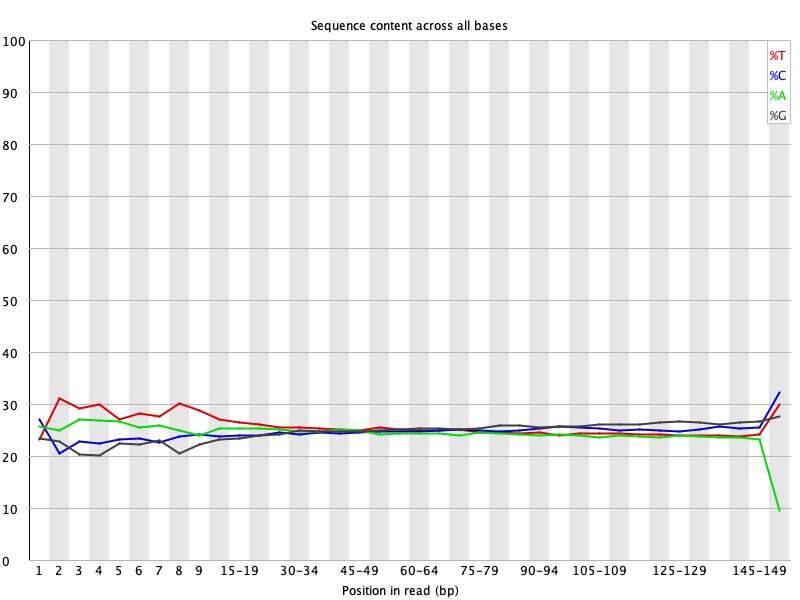 Sequence content across all bases
100
90
80
70
60
50
40
30
20
10
0
%T
%C
%A
%G
1 2 3 4 5 6 7 8 9 15-19 30-34 45-49 60-64 75-79 90-94 105-109 125-129 145-149
Position in read (bp)